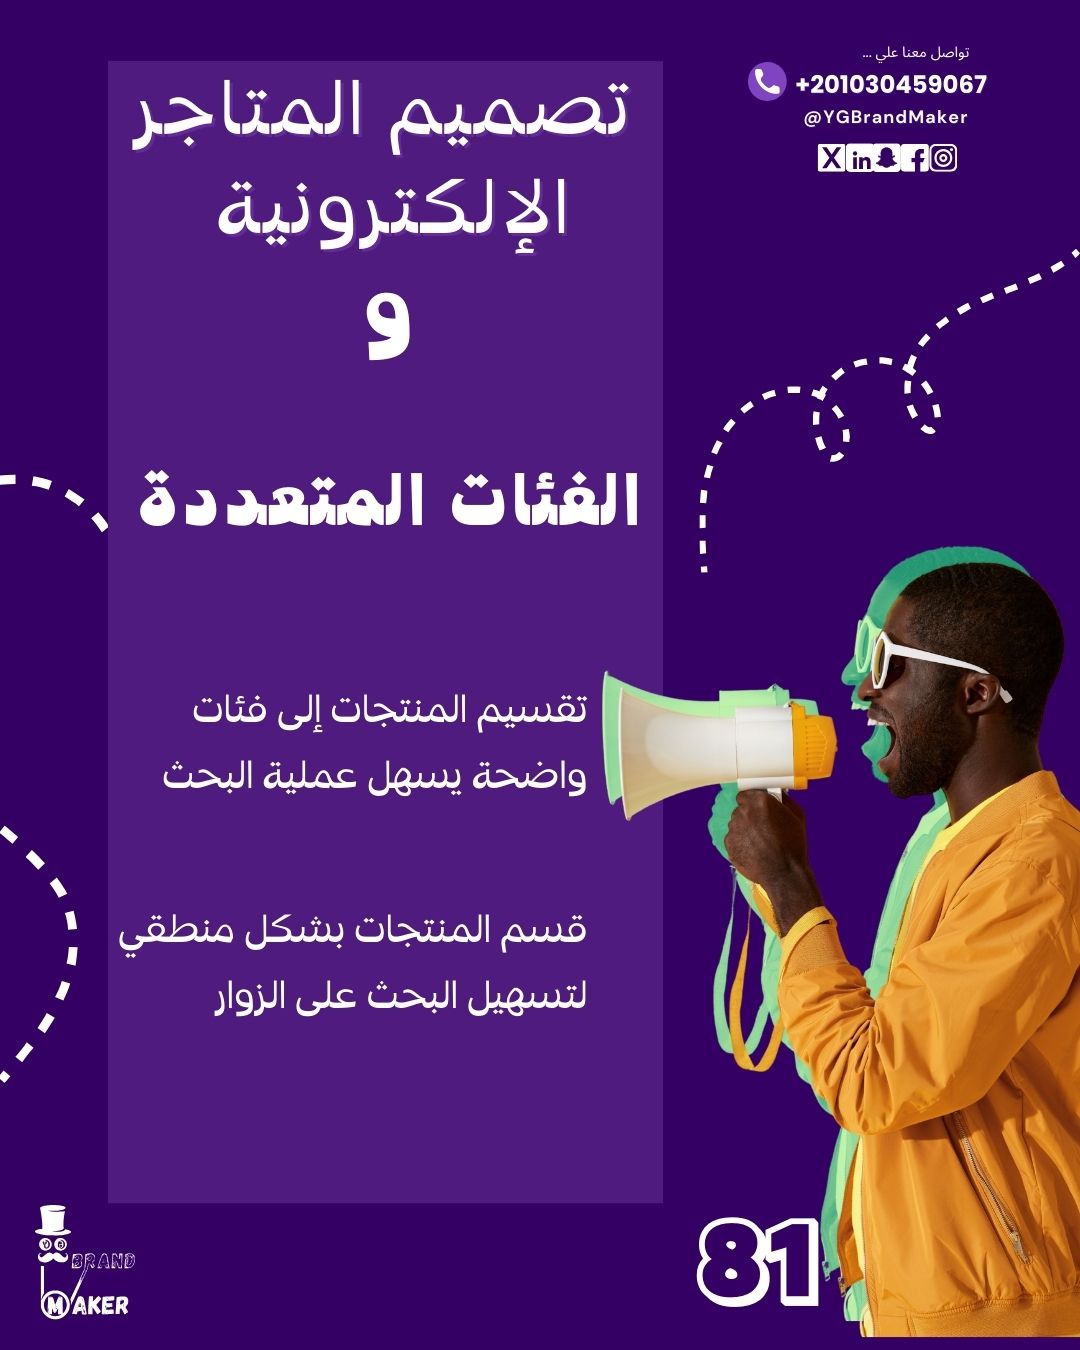 تواصل معنا علي ...
+201030459067
@YGBrandMaker
تصميم المتاجر
الإلكترونية
و
الفئات المتعددة
تقسيم المنتجات إلى فئات
واضحة يسهل عملية البحث
قسم المنتجات بشكل منطقي
لتسهيل البحث على الزوار
BRAND
MAKER
81